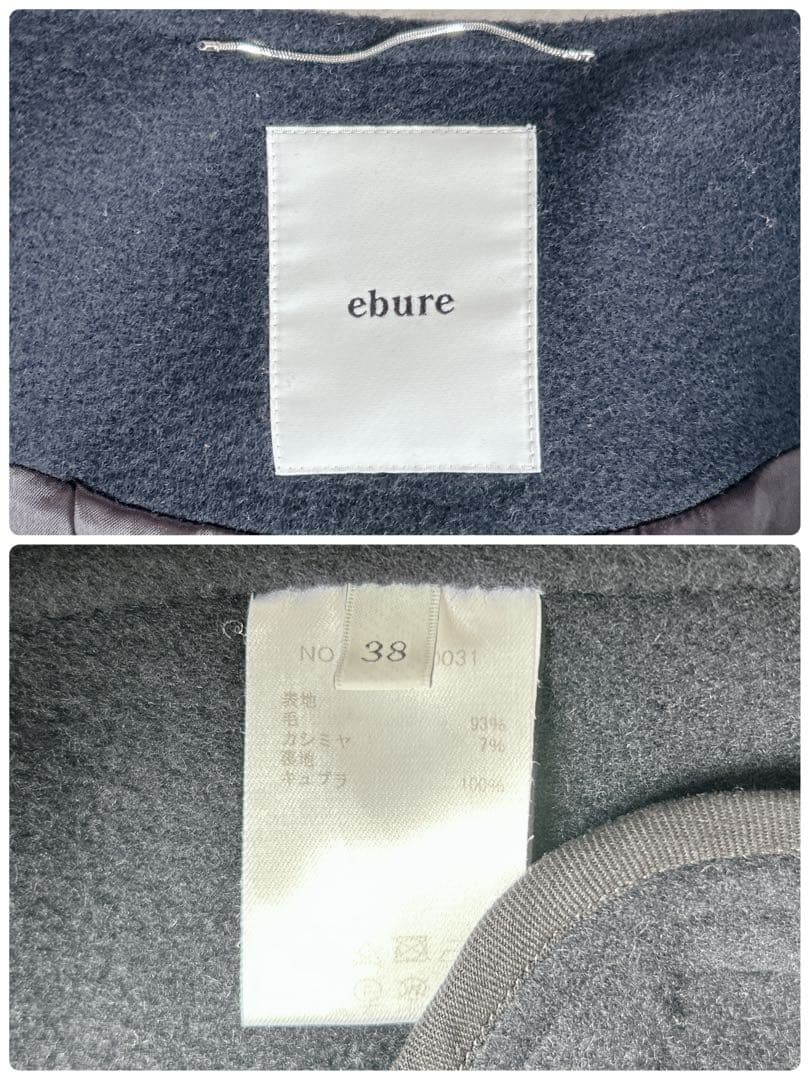 ebure
NO 38 0031
表地
毛 93%
カシミヤ 7%
裏地
キュプラ 100%